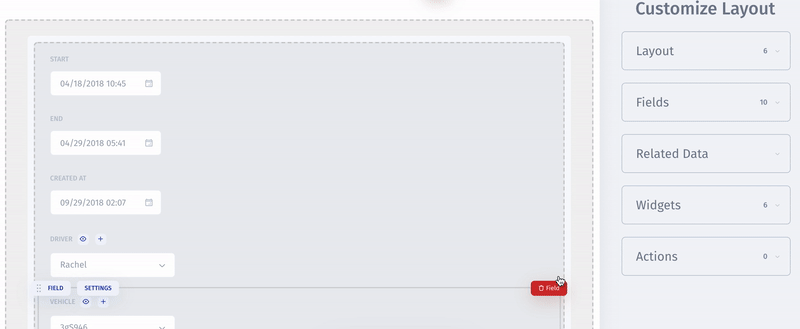 Customize Layout
START
04/18/2018 10:45
END
04/29/2018 05:41
CREATED AT
09/29/2018 02:07
DRIVER
Rachel
FIELD SETTINGS
Field
VEHICLE
3g5946
Layout 6
Fields 10
Related Data
Widgets 6
Actions 0